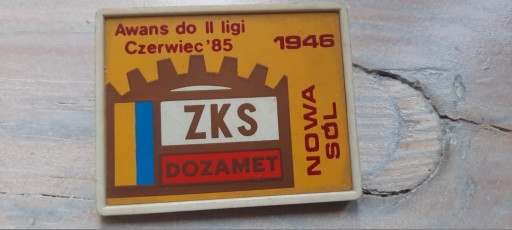 Awans do II ligi
Czerwiec '85
1946
ZKS
DOZAMET
NOWA
SÓL